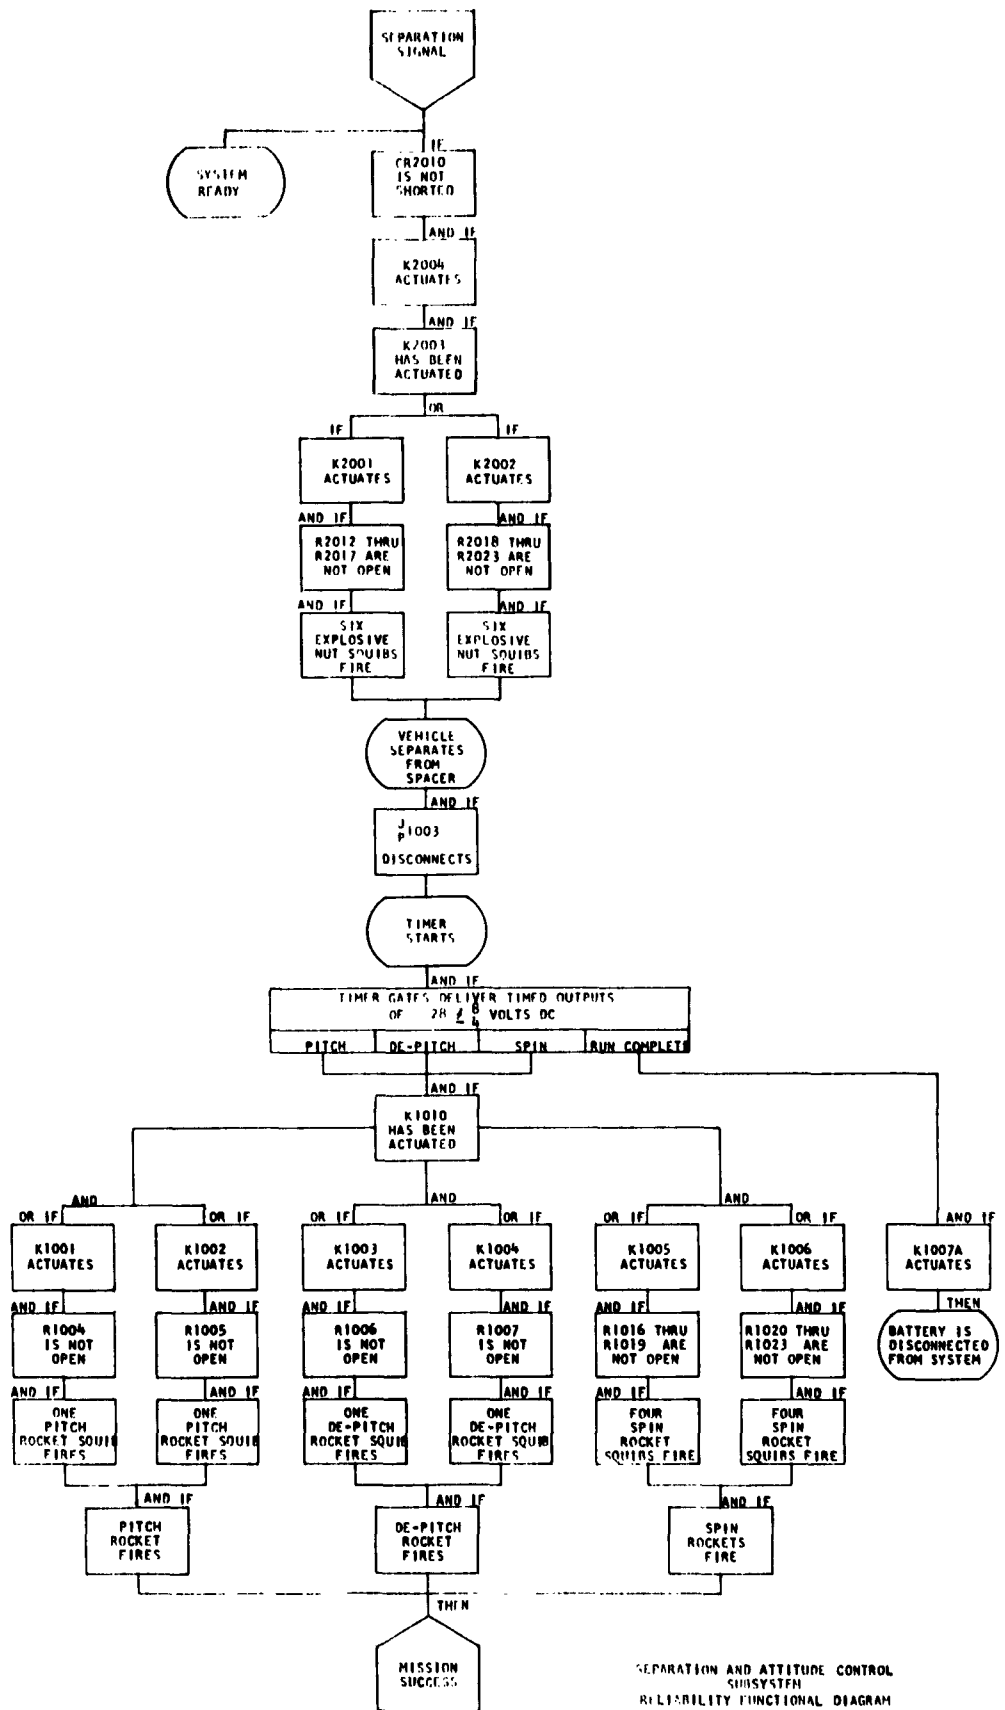 SEPARATION
SIGNAL
IF
SYSTEM
READY
CR2010
IS NOT
SHORTED
AND IF
K2004
ACTUATES
AND IF
K2003
HAS BEEN
ACTUATED
OR
IF
IF
K2001
ACTUATES
K2002
ACTUATES
AND IF
AND IF
R2012 THRU
R2017 ARE
NOT OPEN
R2018 THRU
R2023 ARE
NOT OPEN
AND IF
AND IF
SIX
EXPLOSIVE
NUT SQUIBS
FIRE
SIX
EXPLOSIVE
NUT SQUIBS
FIRE
VEHICLE
SEPARATES
FROM
SPACER
AND IF
J
P 1003
DISCONNECTS
TIMER
STARTS
AND IF
TIMER GATES DELIVER TIMED OUTPUTS
OF 28 8 4 VOLTS DC
PITCH
DE-PITCH
SPIN
RUN COMPLETE
AND IF
K1010
HAS BEEN
ACTUATED
AND
AND
AND
OR IF
OR IF
OR IF
OR IF
OR IF
OR IF
AND IF
K1001
ACTUATES
K1002
ACTUATES
K1003
ACTUATES
K1004
ACTUATES
K1005
ACTUATES
K1006
ACTUATES
K1007A
ACTUATES
AND IF
AND IF
AND IF
AND IF
AND IF
AND IF
THEN
R1004
IS NOT
OPEN
R1005
IS NOT
OPEN
R1006
IS NOT
OPEN
R1007
IS NOT
OPEN
R1016 THRU
R1019 ARE
NOT OPEN
R1020 THRU
R1023 ARE
NOT OPEN
BATTERY IS
DISCONNECTED
FROM SYSTEM
AND IF
AND IF
AND IF
AND IF
AND IF
AND IF
ONE
PITCH
ROCKET SQUIB
FIRES
ONE
PITCH
ROCKET SQUIB
FIRES
ONE
DE-PITCH
ROCKET SQUIB
FIRES
ONE
DE-PITCH
ROCKET SQUIB
FIRES
FOUR
SPIN
ROCKET
SQUIBS FIRE
FOUR
SPIN
ROCKET
SQUIBS FIRE
AND IF
AND IF
AND IF
PITCH
ROCKET
FIRES
DE-PITCH
ROCKET
FIRES
SPIN
ROCKETS
FIRE
THEN
MISSION
SUCCESS
SEPARATION AND ATTITUDE CONTROL
SUBSYSTEM
RELIABILITY FUNCTIONAL DIAGRAM